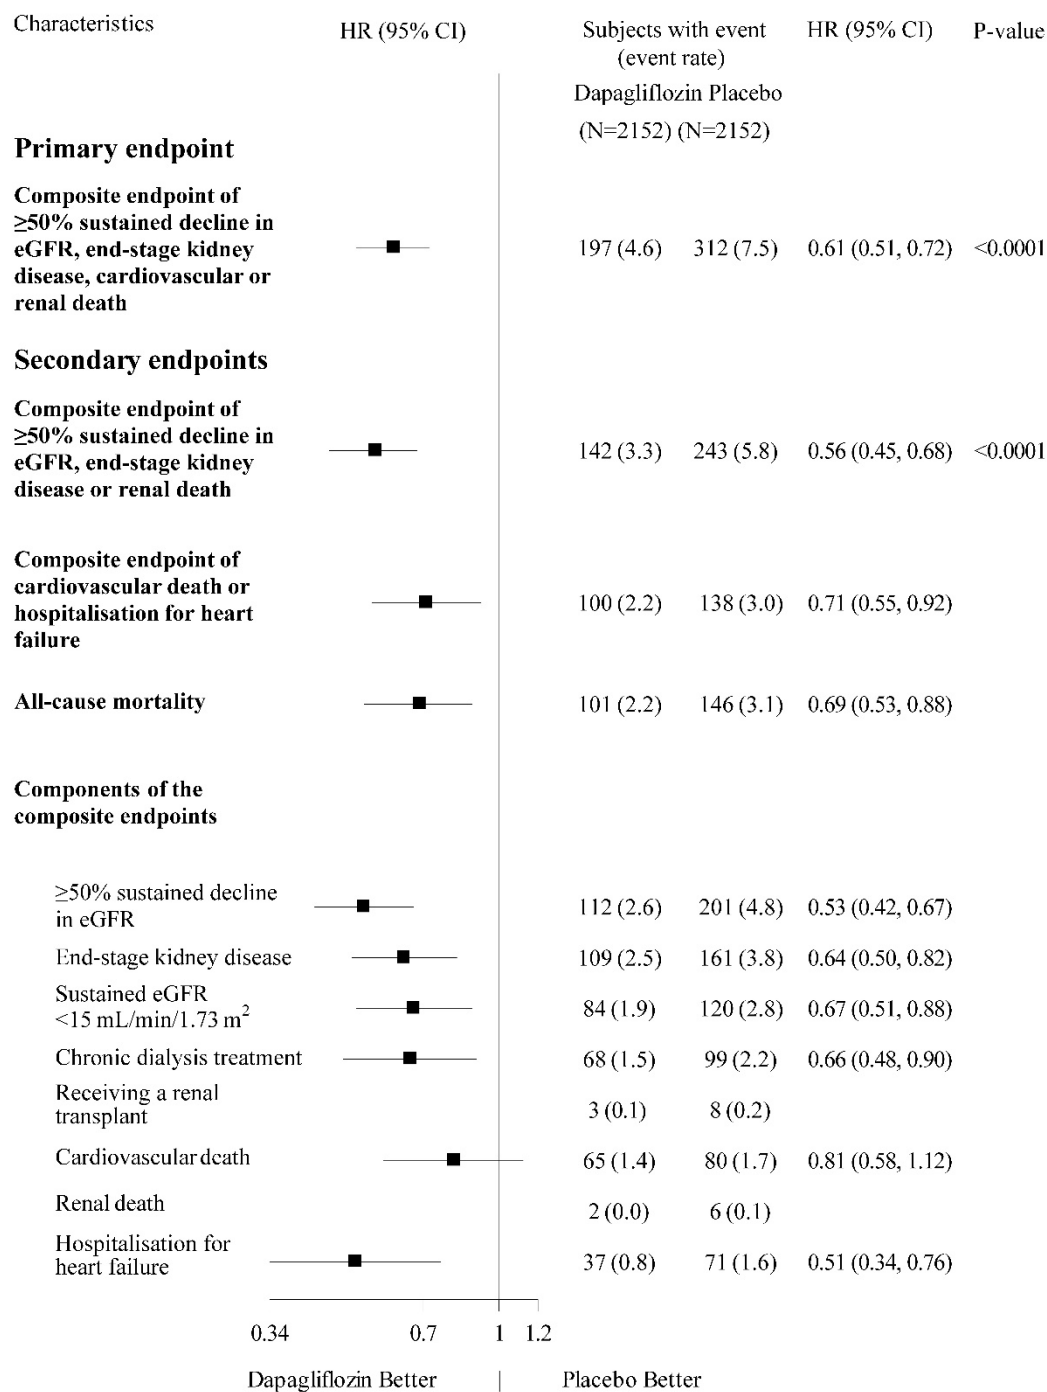 Characteristics HR (95% CI) Subjects with event HR (95% CI) P-value
(event rate)
Dapagliflozin Placebo
(N=2152) (N=2152)
Primary endpoint
Composite endpoint of
≥50% sustained decline in
eGFR, end-stage kidney 197 (4.6) 312 (7.5) 0.61 (0.51, 0.72) <0.0001
disease, cardiovascular or
renal death
Secondary endpoints
Composite endpoint of
≥50% sustained decline in
eGFR, end-stage kidney 142 (3.3) 243 (5.8) 0.56 (0.45, 0.68) <0.0001
disease or renal death
Composite endpoint of
cardiovascular death or
hospitalisation for heart 100 (2.2) 138 (3.0) 0.71 (0.55, 0.92)
failure
All-cause mortality 101 (2.2) 146 (3.1) 0.69 (0.53, 0.88)
Components of the
composite endpoints
≥50% sustained decline
in eGFR 112 (2.6) 201 (4.8) 0.53 (0.42, 0.67)
End-stage kidney disease 109 (2.5) 161 (3.8) 0.64 (0.50, 0.82)
Sustained eGFR
<15 mL/min/1.73 m² 84 (1.9) 120 (2.8) 0.67 (0.51, 0.88)
Chronic dialysis treatment 68 (1.5) 99 (2.2) 0.66 (0.48, 0.90)
Receiving a renal
transplant 3 (0.1) 8 (0.2)
Cardiovascular death 65 (1.4) 80 (1.7) 0.81 (0.58, 1.12)
Renal death 2 (0.0) 6 (0.1)
Hospitalisation for
heart failure 37 (0.8) 71 (1.6) 0.51 (0.34, 0.76)
0.34 0.7 1 1.2
Dapagliflozin Better | Placebo Better